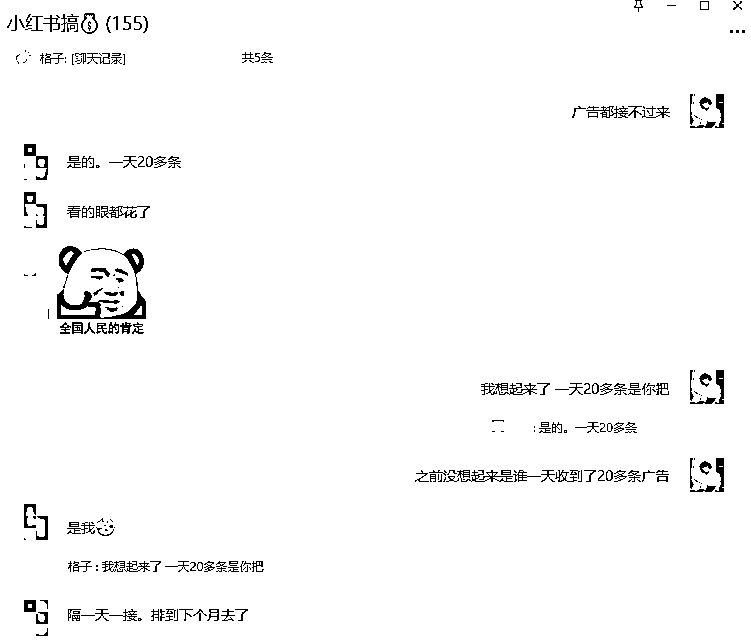 小红书搞💰 (155)
格子: [聊天记录] 共5条
广告都接不过来
是的。一天20多条
看的眼都花了
全国人民的肯定
我想起来了 一天20多条是你把
: 是的。一天20多条
之前没想起来是谁一天收到了20多条广告
是我
格子 : 我想起来了 一天20多条是你把
隔一天一接。排到下个月去了